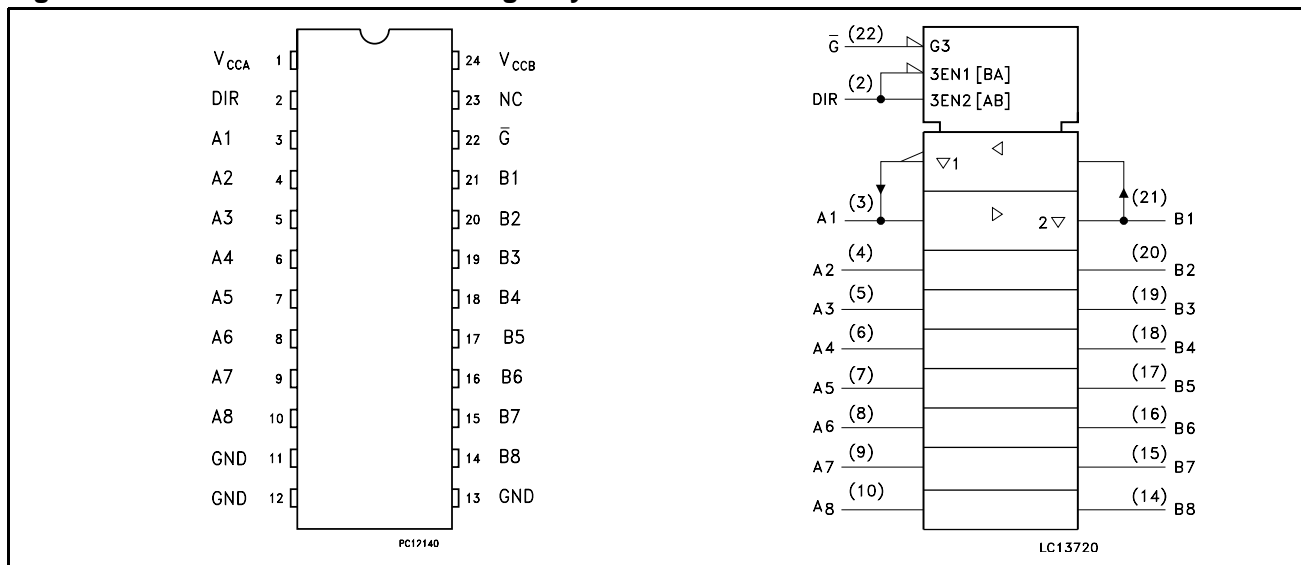 V_CCA 1 24 V_CCB
DIR 2 23 NC
A1 3 22 G̅
A2 4 21 B1
A3 5 20 B2
A4 6 19 B3
A5 7 18 B4
A6 8 17 B5
A7 9 16 B6
A8 10 15 B7
GND 11 14 B8
GND 12 13 GND
PC12140
G̅ (22) G3
3EN1 [BA]
DIR (2) 3EN2 [AB]
1
A1 (3) 2 (21) B1
A2 (4) (20) B2
A3 (5) (19) B3
A4 (6) (18) B4
A5 (7) (17) B5
A6 (8) (16) B6
A7 (9) (15) B7
A8 (10) (14) B8
LC13720